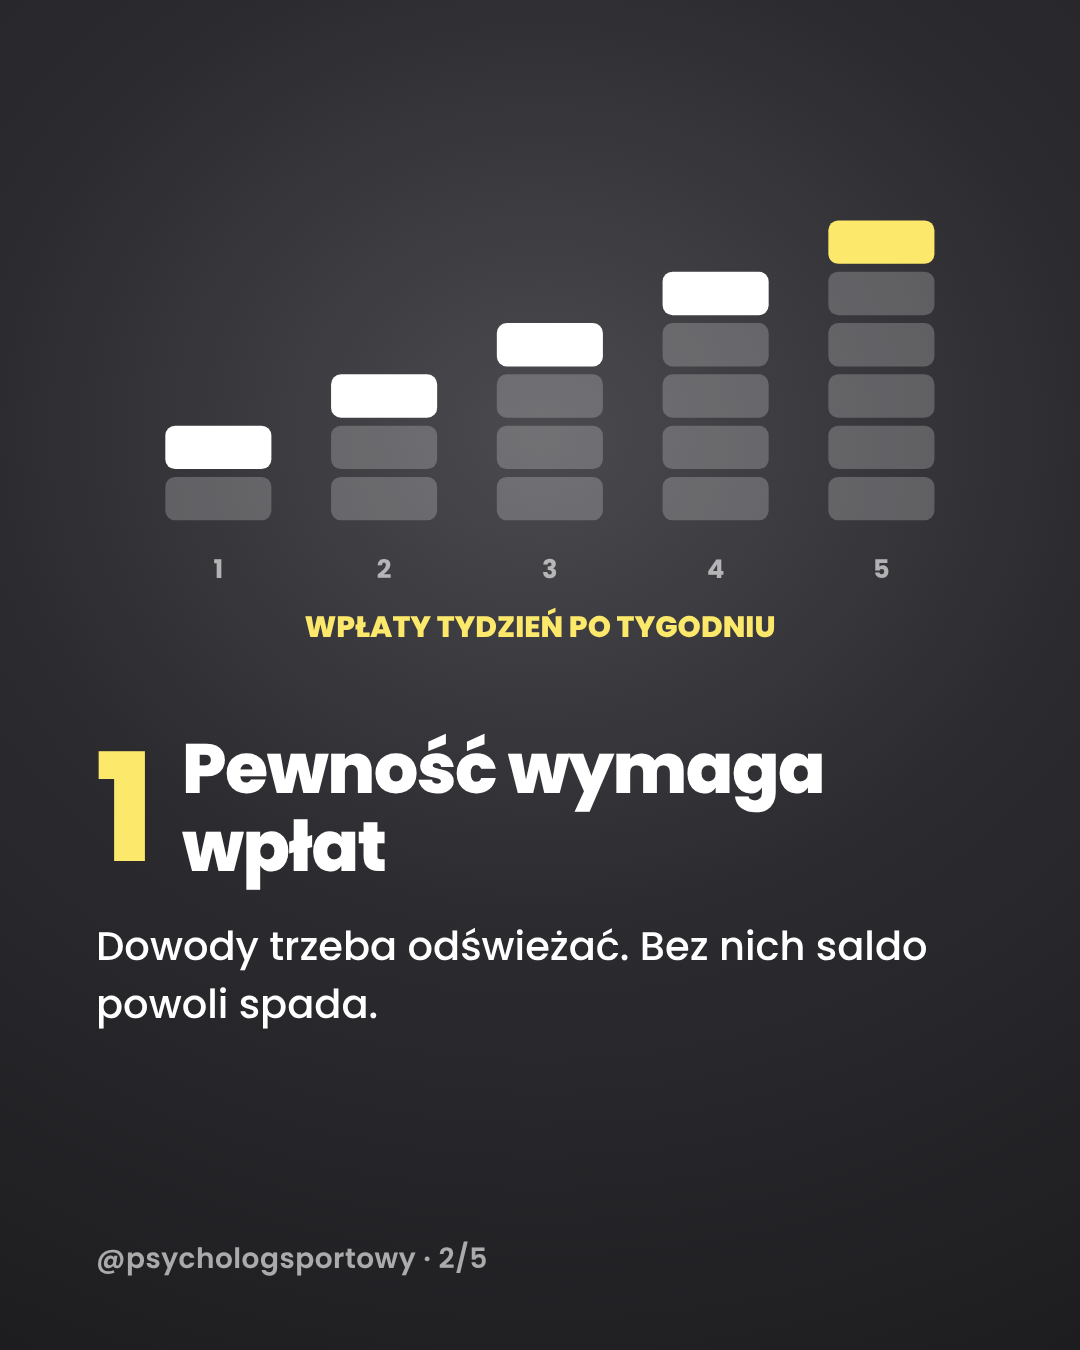 1 2 3 4 5
WPŁATY TYDZIEŃ PO TYGODNIU
1 Pewność wymaga
wpłat
Dowody trzeba odświeżać. Bez nich saldo
powoli spada.
@psychologsportowy · 2/5